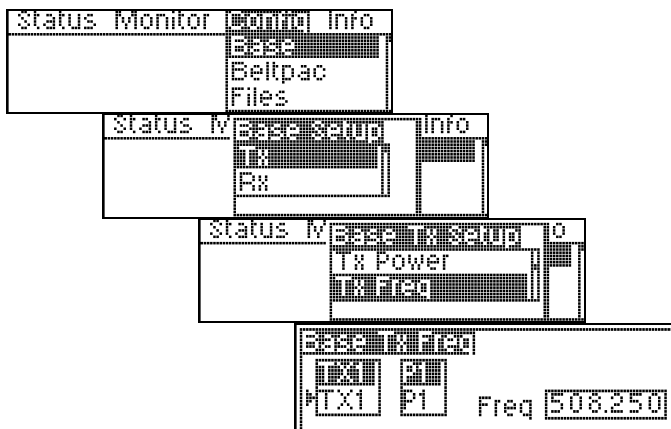 Status Monitor Config Info
Base
Beltpac
Files
Status M Base Setup Info
Tx
Rx
Status M Base Tx Setup o
Tx Power
Tx Freq
Base Tx Freq
TX1 P1
TX1 P1 Freq 508.250